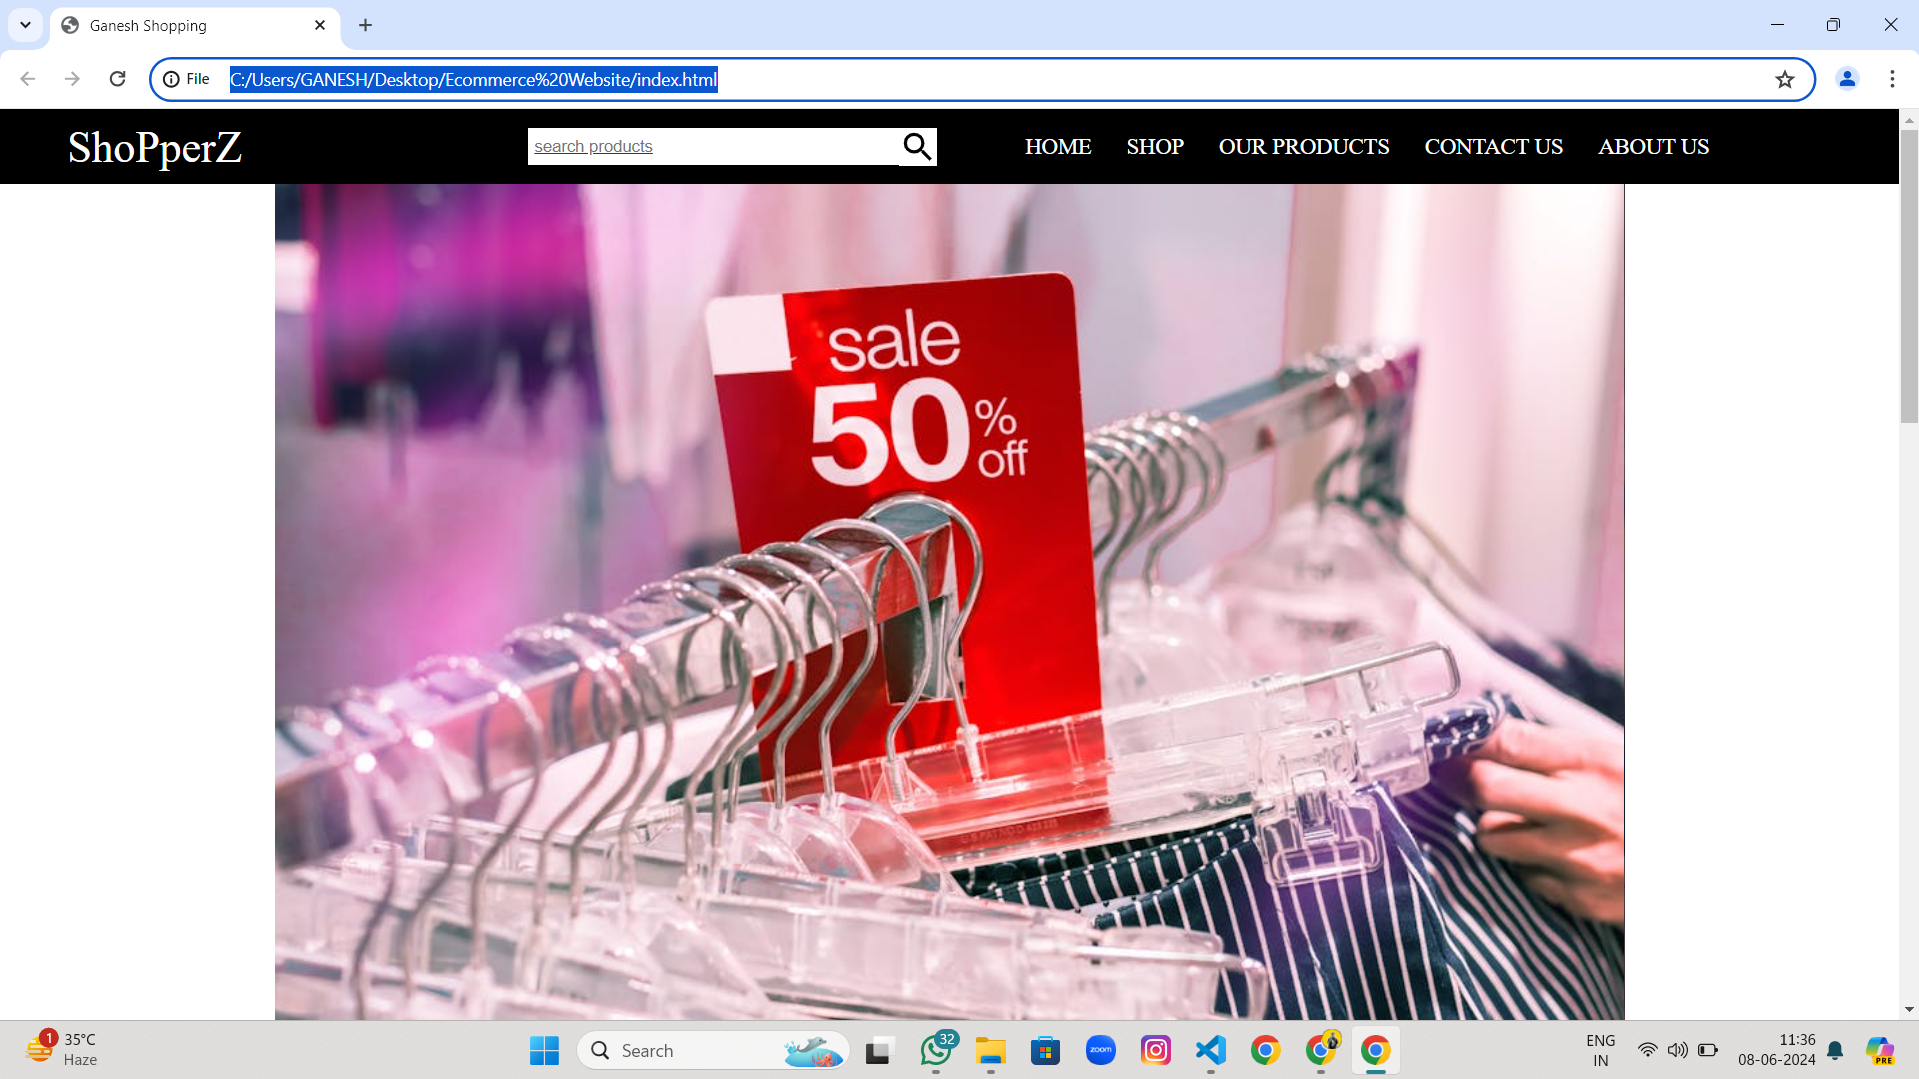 Ganesh Shopping
File C:/Users/GANESH/Desktop/Ecommerce%20Website/index.html
ShoPperZ
search products
HOME SHOP OUR PRODUCTS CONTACT US ABOUT US
sale
50%
off
1
35°C
Haze
Search
32
zoom
ENG
IN
11:36
08-06-2024
PRE